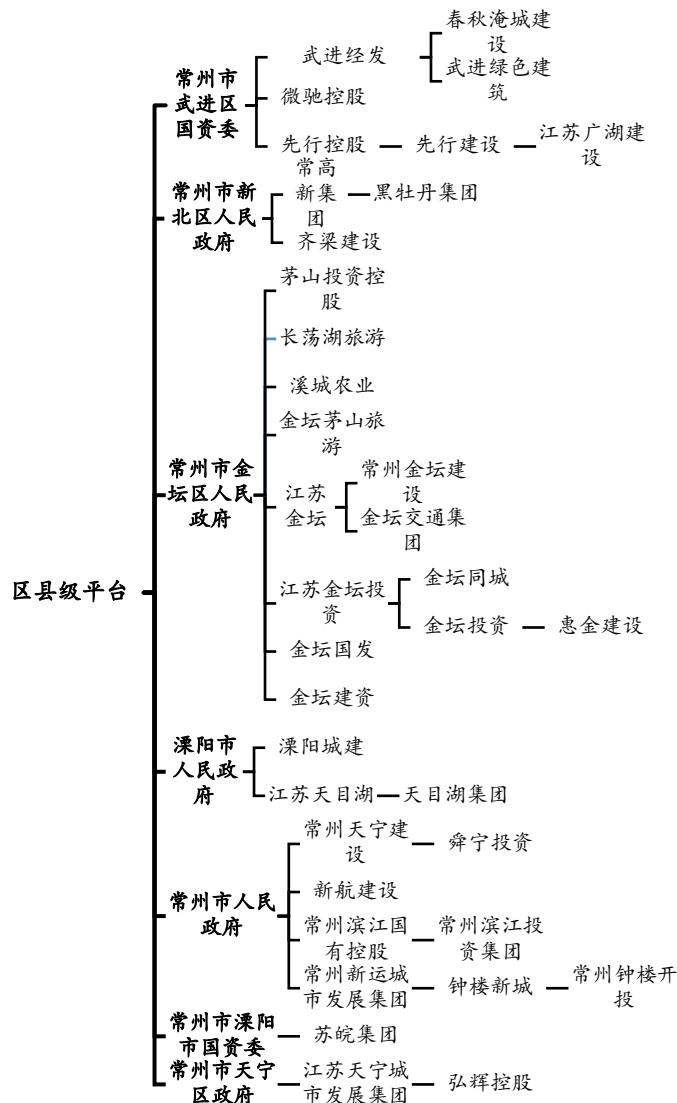 区县级平台
常州市
武进区
国资委
武进经发
春秋淹城建
设
武进绿色建
筑
微驰控股
先行控股
先行建设
江苏广湖建
设
常州市新
北区人民
政府
常高
新集
团
黑牡丹集团
齐梁建设
常州市金
坛区人民
政府
茅山投资控
股
长荡湖旅游
溪城农业
金坛茅山旅
游
江苏
金坛
常州金坛建
设
金坛交通集
团
江苏金坛投
资
金坛同城
金坛投资
惠金建设
金坛国发
金坛建资
溧阳市
人民政
府
溧阳城建
江苏天目湖
天目湖集团
常州市人民
政府
常州天宁建
设
舜宁投资
新航建设
常州滨江国
有控股
常州滨江投
资集团
常州新运城
市发展集团
钟楼新城
常州钟楼开
投
常州市溧阳
市国资委
苏皖集团
常州市天宁
区政府
江苏天宁城
市发展集团
弘辉控股